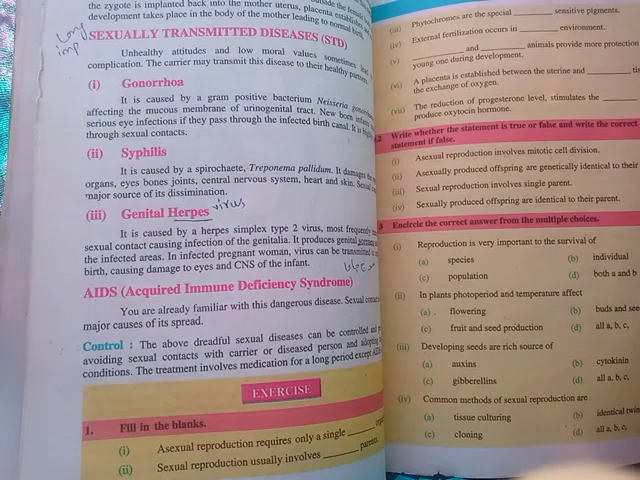 the zygote is implanted back into the mother uterus, placenta
development takes place in the body of the mother leading to normal
Long
imp
SEXUALLY TRANSMITTED DISEASES (STD)
Unhealthy attitudes and low moral values sometimes
complication. The carrier may transmit this disease to their healthy
(i) Gonorrhoa
It is caused by a gram positive bacterium Neisseria
affecting the mucous membrane of urinogenital tract. New born
serious eye infections if they pass through the infected birth canal. It is
through sexual contacts.
(ii) Syphilis
It is caused by a spirochaete, Treponema pallidum. It damages the
organs, eyes bones joints, central nervous system, heart and skin. Sexual
major source of its dissimination.
(iii) Genital Herpes virus
It is caused by a herpes simplex type 2 virus, most frequently
sexual contact causing infection of the genitalia. It produces genital
the infected areas. In infected pregnant woman, virus can be transmitted
birth, causing damage to eyes and CNS of the infant.
AIDS (Acquired Immune Deficiency Syndrome)
You are already familiar with this dangerous disease. Sexual
major causes of its spread.
Control : The above dreadful sexual diseases can be controlled
avoiding sexual contacts with carrier or diseased person and
conditions. The treatment involves medication for a long period except
EXERCISE
1. Fill in the blanks.
(i) Asexual reproduction requires only a single ______
(ii) Sexual reproduction usually involves ______ parents.
(iii) Phytochromes are the special ______ sensitive pigments.
(iv) External fertilization occurs in ______ environment.
(v) ______ and ______ animals provide more protection
young one during development.
(vi) A placenta is established between the uterine and ______
the exchange of oxygen.
(vii) The reduction of progesterone level, stimulates the ______
produce oxytocin hormone.
Write whether the statement is true or false and write the correct
statement if false.
(i) Asexual reproduction involves mitotic cell division.
(ii) Asexually produced offspring are genetically identical to their
(iii) Sexual reproduction involves single parent.
(iv) Sexually produced offspring are identical to their parents.
Encircle the correct answer from the multiple choices.
(i) Reproduction is very important to the survival of
(a) species (b) individual
(c) population (d) both a and b
(ii) In plants photoperiod and temperature affect
(a) flowering (b) buds and
(c) fruit and seed production (d) all a, b, c,
(iii) Developing seeds are rich source of
(a) auxins (b) cytokinin
(c) gibberellins (d) all a, b, c,
(iv) Common methods of sexual reproduction are
(a) tissue culturing (b) identical
(c) cloning (d) all a, b, c,